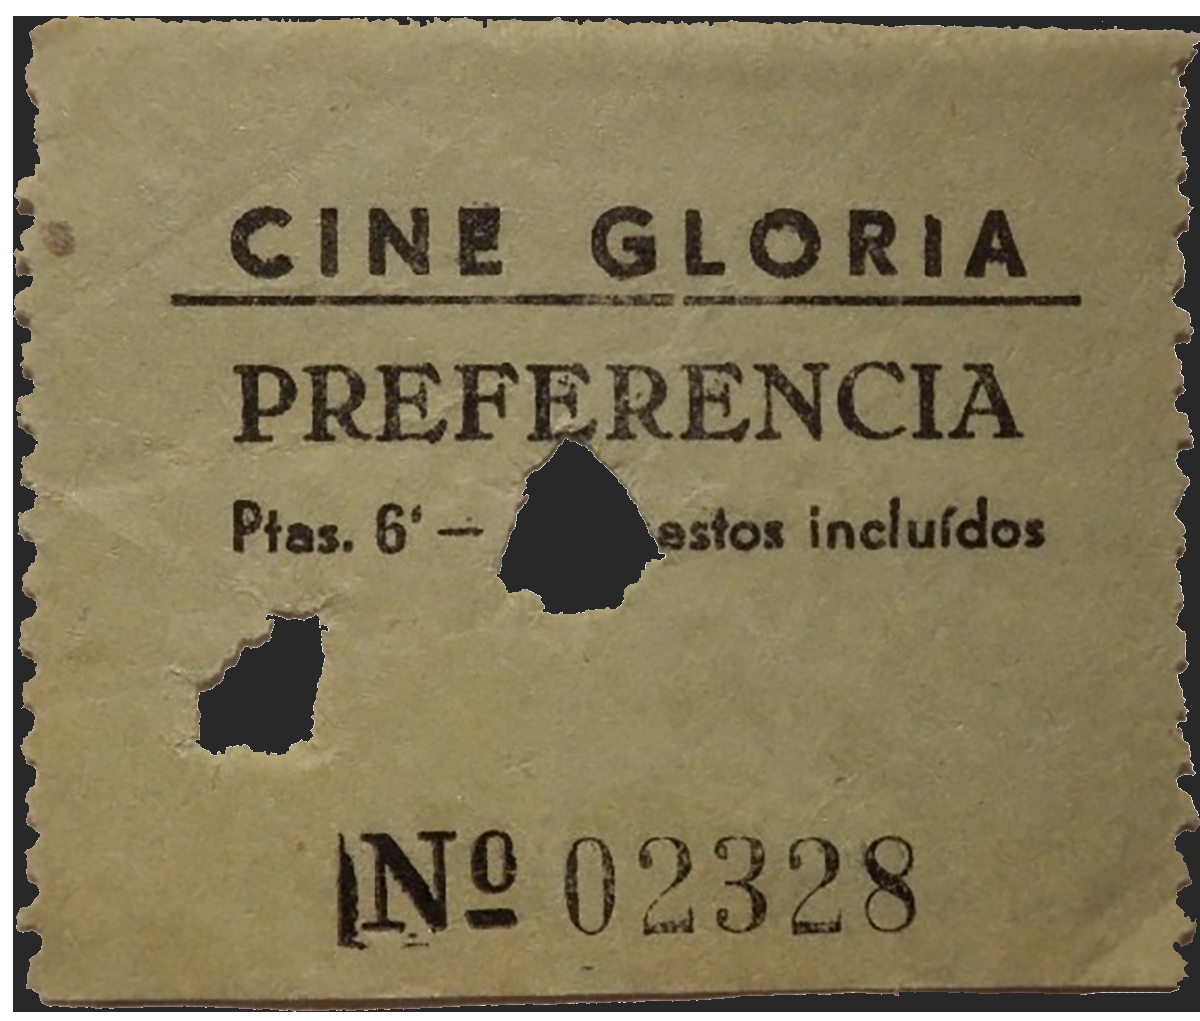 CINE GLORIA
PREFERENCIA
Ptas. 6' — incluídos
Nº 02328